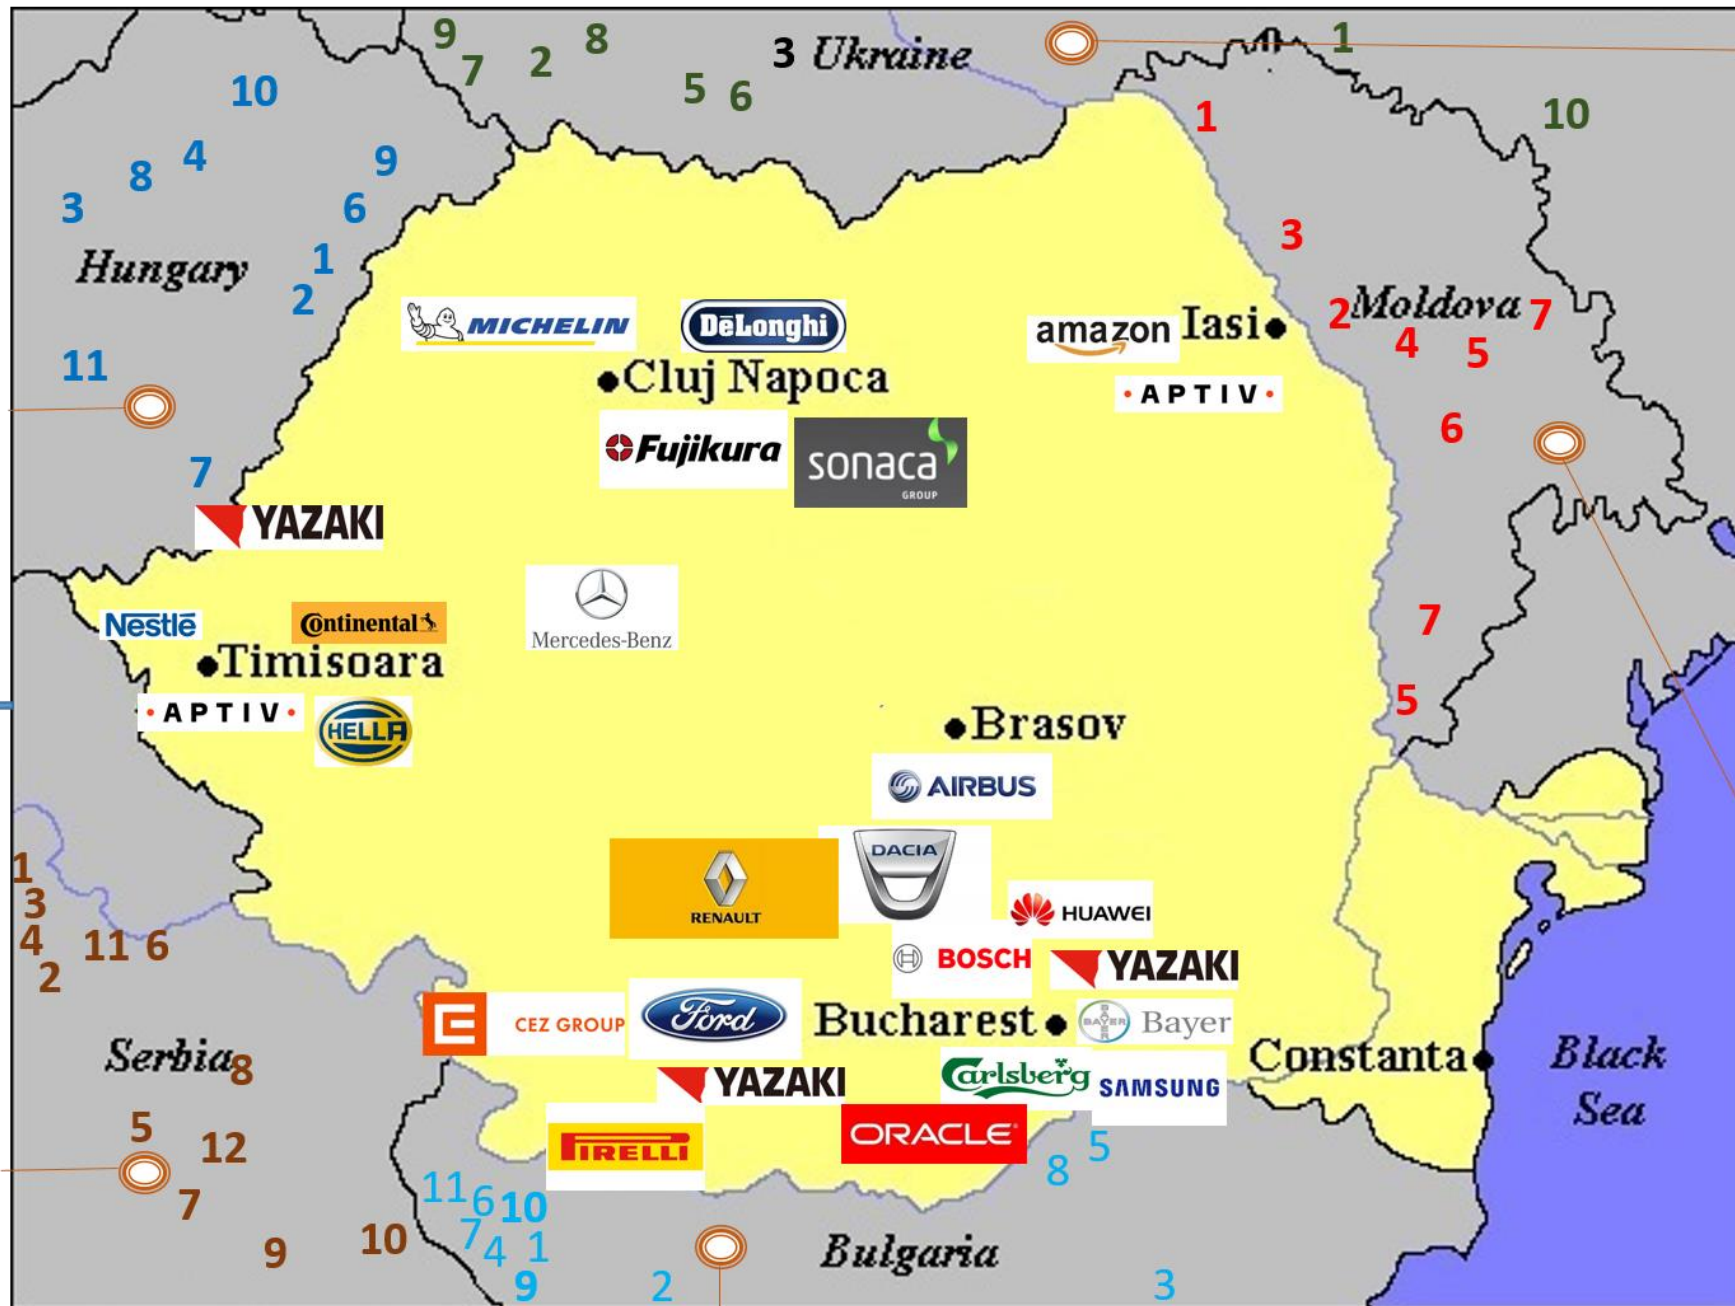 9
8
2
7
5
6
3 Ukraine
1
10
10
1
4
8
9
3
6
3
1
Hungary
2
MICHELIN
DēLonghi
amazon
Iasi
2 Moldova 7
4
5
11
Cluj Napoca
• APTIV •
Fujikura
sonaca
GROUP
6
7
YAZAKI
Mercedes-Benz
Nestlé
Continental
7
Timisoara
• APTIV •
HELLA
5
Brasov
AIRBUS
DACIA
RENAULT
HUAWEI
1
3
4
11
6
2
BOSCH
YAZAKI
CEZ GROUP
Ford
Bucharest
BAYER
BAYER
Bayer
Serbia
8
YAZAKI
Carlsberg
SAMSUNG
Constanta
Black
Sea
5
12
PIRELLI
ORACLE
5
8
7
11
6
10
7
4
1
9
10
9
2
Bulgaria
3